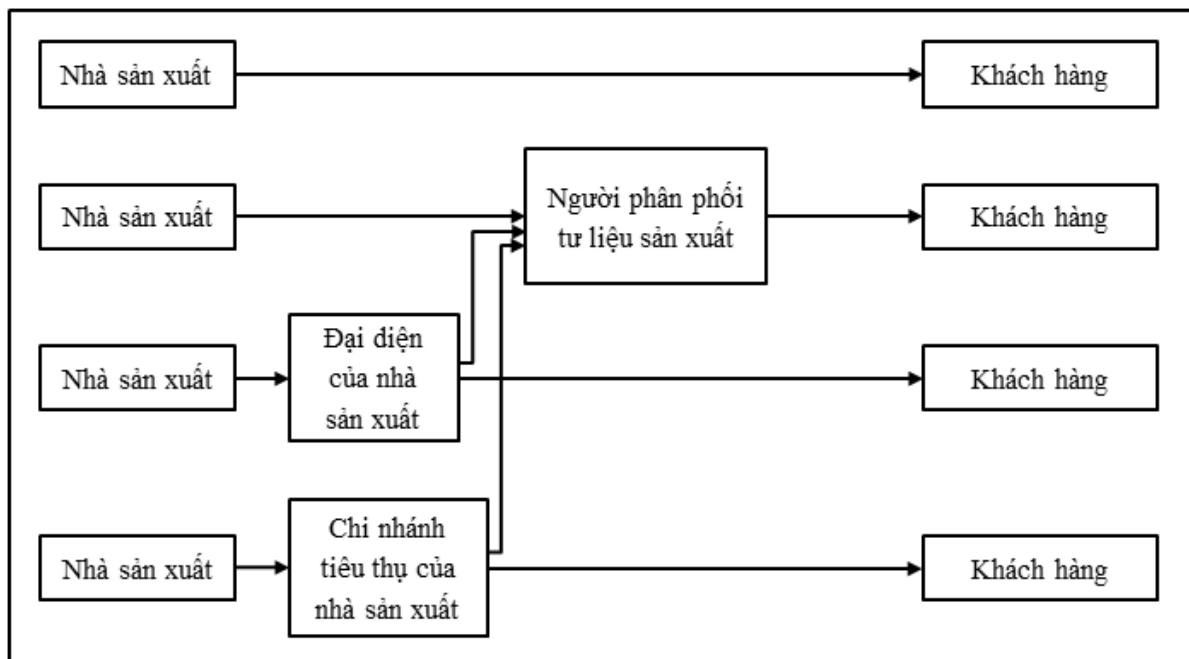 Nhà sản xuất
Khách hàng
Nhà sản xuất
Người phân phối
tư liệu sản xuất
Khách hàng
Nhà sản xuất
Đại diện
của nhà
sản xuất
Khách hàng
Nhà sản xuất
Chi nhánh
tiêu thụ của
nhà sản xuất
Khách hàng